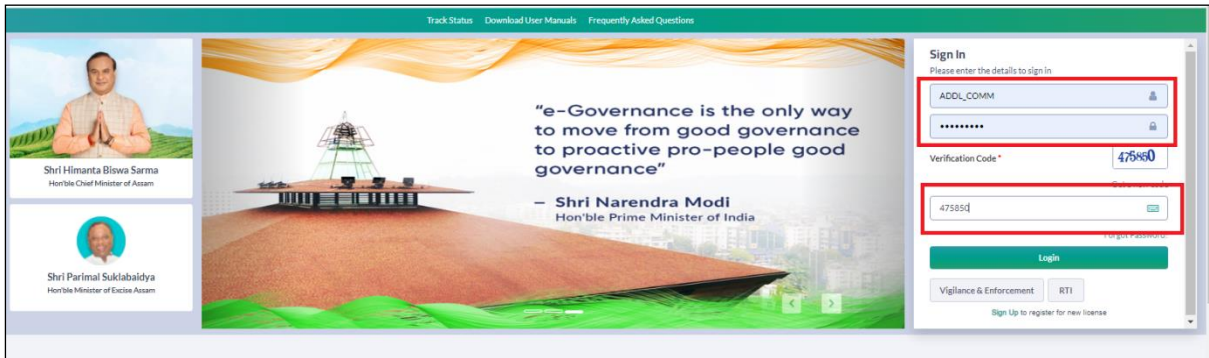 Track Status Download User Manuals Frequently Asked Questions
Shri Himanta Biswa Sarma
Hon'ble Chief Minister of Assam
Shri Parimal Suklabaidya
Hon'ble Minister of Excise Assam
“e-Governance is the only way
to move from good governance
to proactive pro-people good
governance”
– Shri Narendra Modi
Hon'ble Prime Minister of India
Sign In
Please enter the details to sign in
ADDL_COMM
•••••••••
Verification Code *
475850
475850
Forgot Password?
Login
Vigilance & Enforcement RTI
Sign Up to register for new license